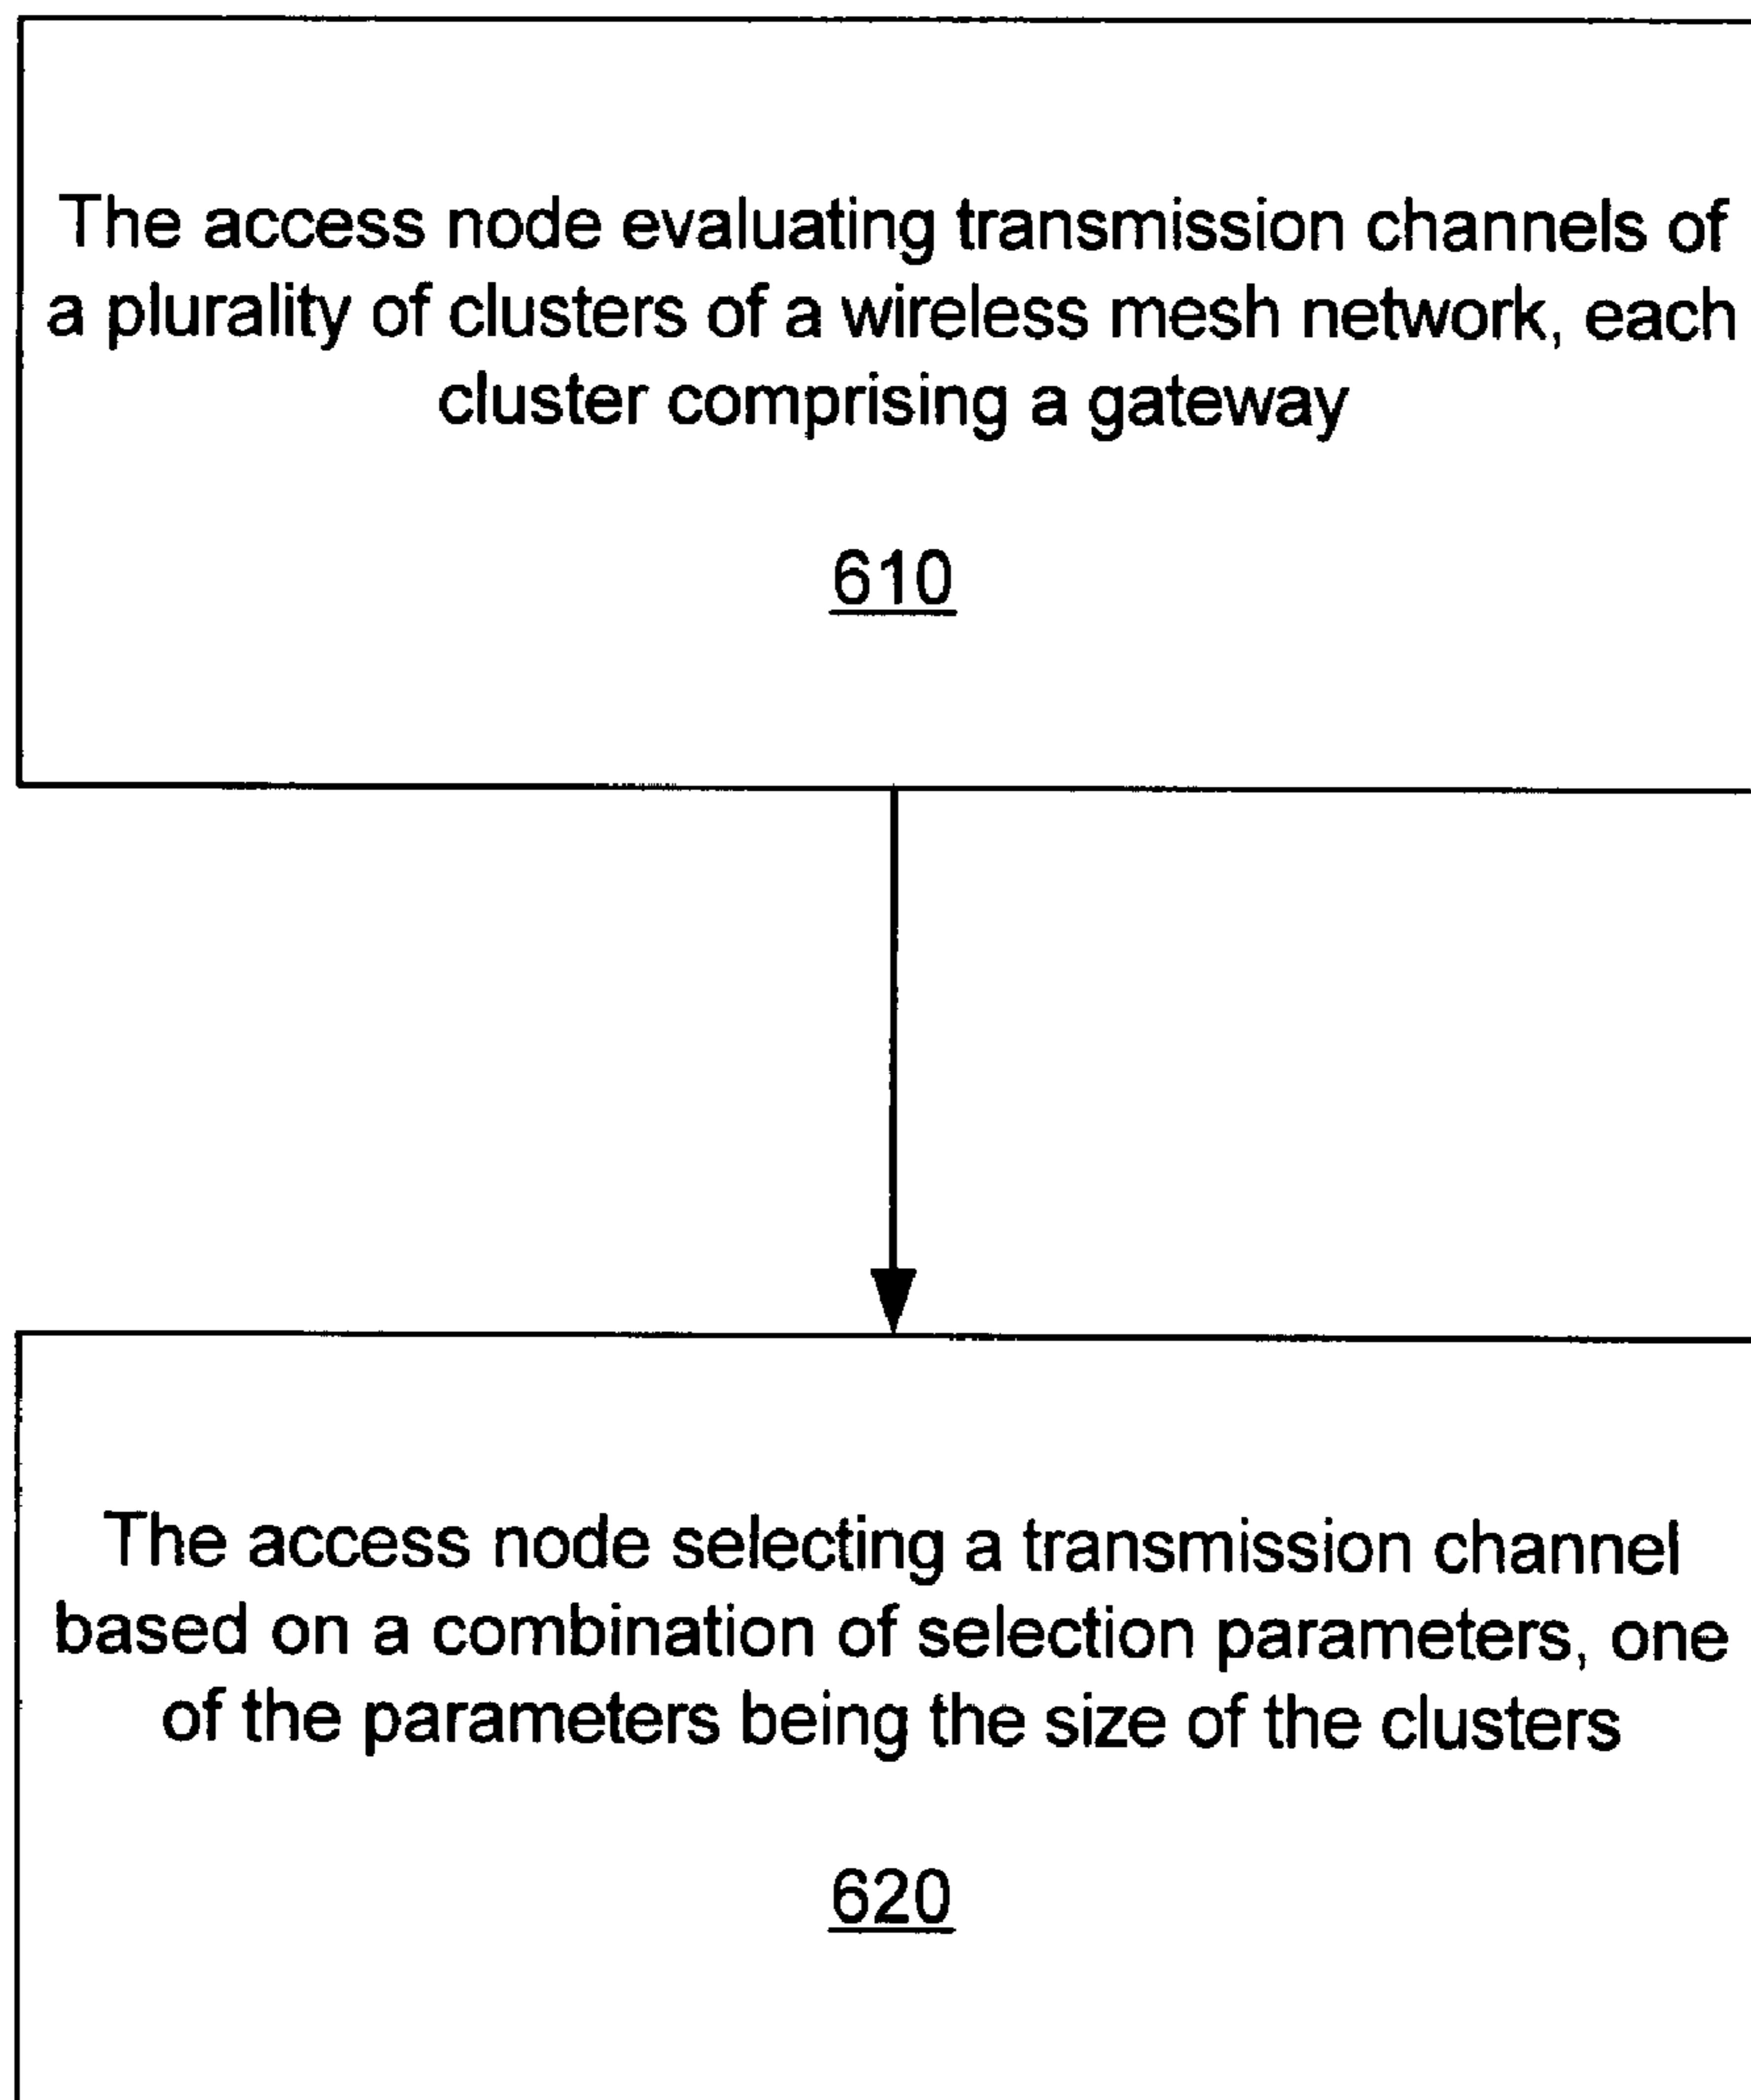 The access node evaluating transmission channels of
a plurality of clusters of a wireless mesh network, each
cluster comprising a gateway
610
The access node selecting a transmission channel
based on a combination of selection parameters, one
of the parameters being the size of the clusters
620